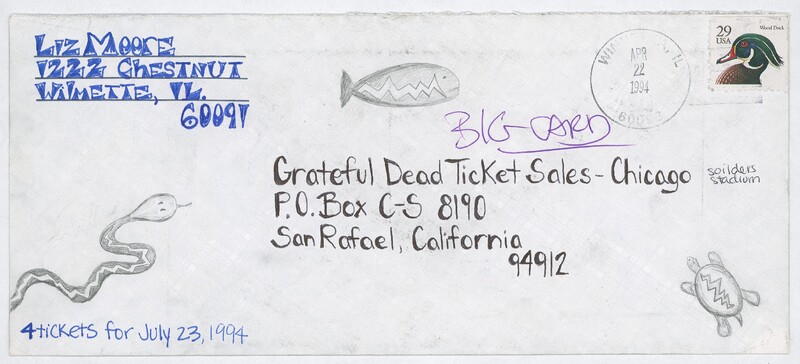 Liz Moore
1222 Chestnut
Wilmette, IL.
60091
29
USA
Wood Duck
APR
22
1994
BIG CARD
Grateful Dead Ticket Sales - Chicago
P.O. Box C-S 8190
San Rafael, California
94912
soilders
stadium
4 tickets for July 23, 1994